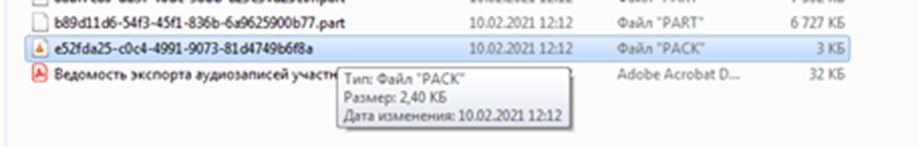 b89d11d6-54f3-45f1-836b-6a9625900b77.part 10.02.2021 12:12 Файл "PART" 6 727 КБ
e52fda25-c0c4-4991-9073-81d4749b6f8a 10.02.2021 12:12 Файл "PACK" 3 КБ
Ведомость экспорта аудиозаписей участн Adobe Acrobat D... 32 КБ
Тип: Файл "PACK"
Размер: 2,40 КБ
Дата изменения: 10.02.2021 12:12